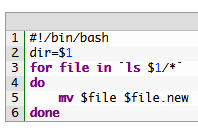 1 #!/bin/bash
2 dir=$1
3 for file in `ls $1/*`
4 do
5     mv $file $file.new
6 done